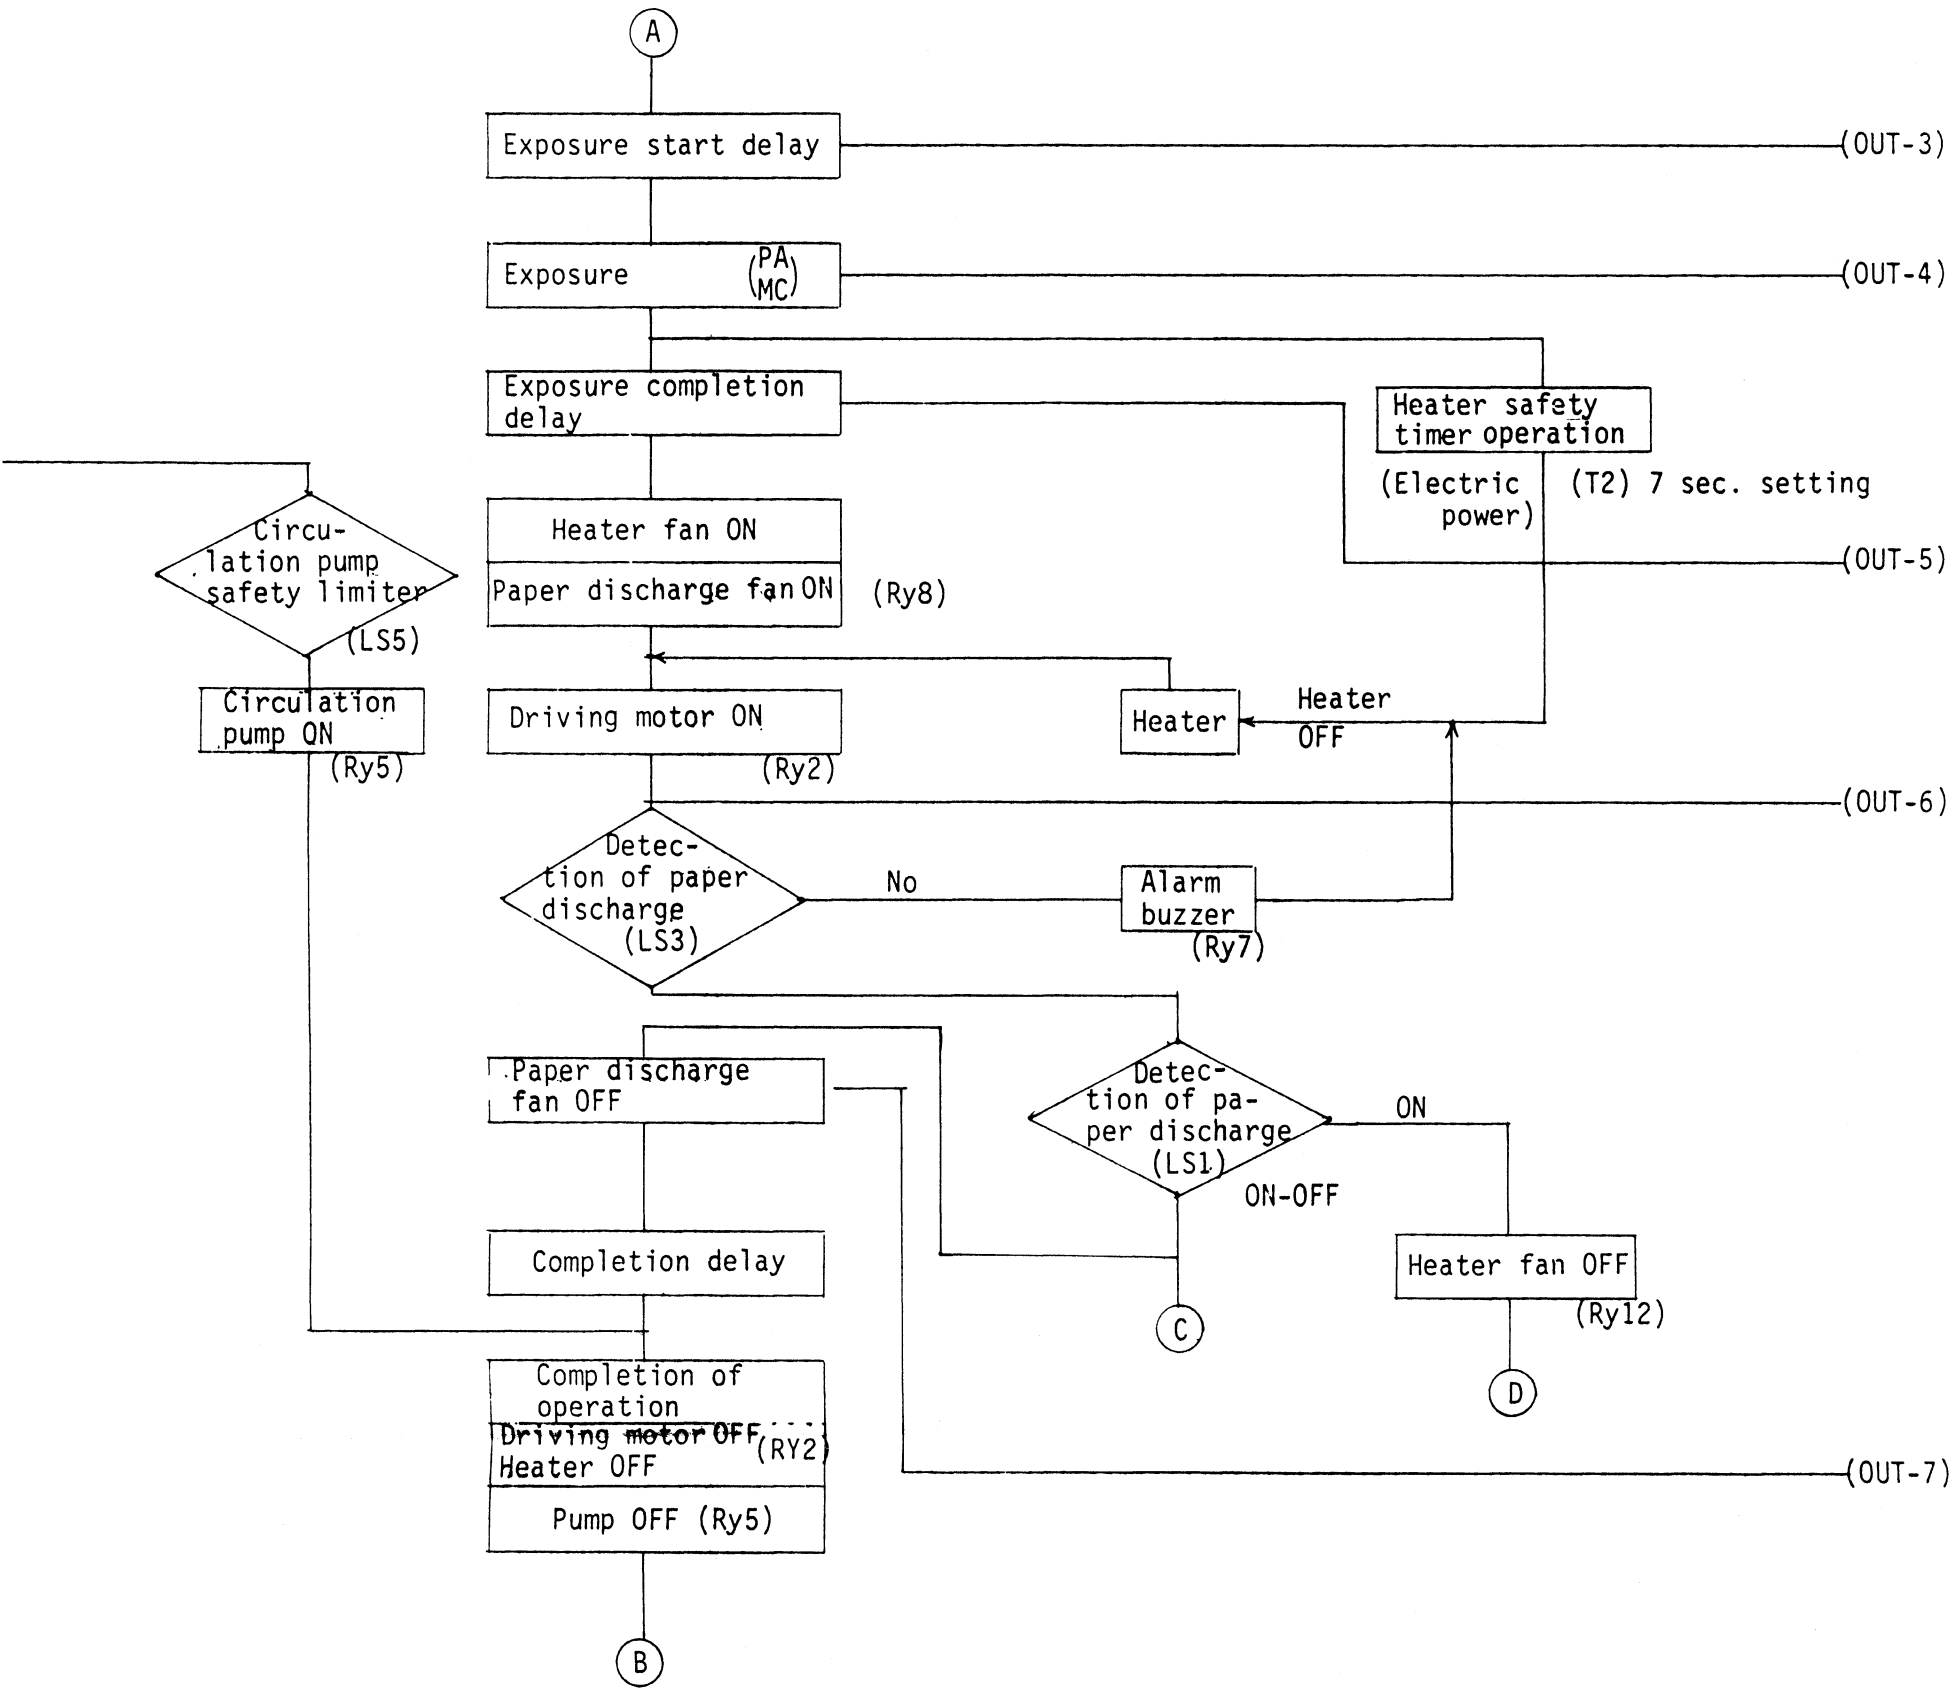 A
Exposure start delay
(OUT-3)
Exposure
(PA
MC)
(OUT-4)
Exposure completion
delay
Heater safety
timer operation
(Electric
power)
(T2) 7 sec. setting
Circu-
lation pump
safety limiter
(LS5)
Heater fan ON
Paper discharge fan ON
(Ry8)
(OUT-5)
Circulation
pump ON
(Ry5)
Driving motor ON
(Ry2)
Heater
Heater
OFF
(OUT-6)
Detec-
tion of paper
discharge
(LS3)
No
Alarm
buzzer
(Ry7)
Paper discharge
fan OFF
Detec-
tion of pa-
per discharge
(LS1)
ON
ON-OFF
Completion delay
Heater fan OFF
(Ry12)
C
D
Completion of
operation
Driving motor OFF
(RY2)
Heater OFF
(OUT-7)
Pump OFF (Ry5)
B